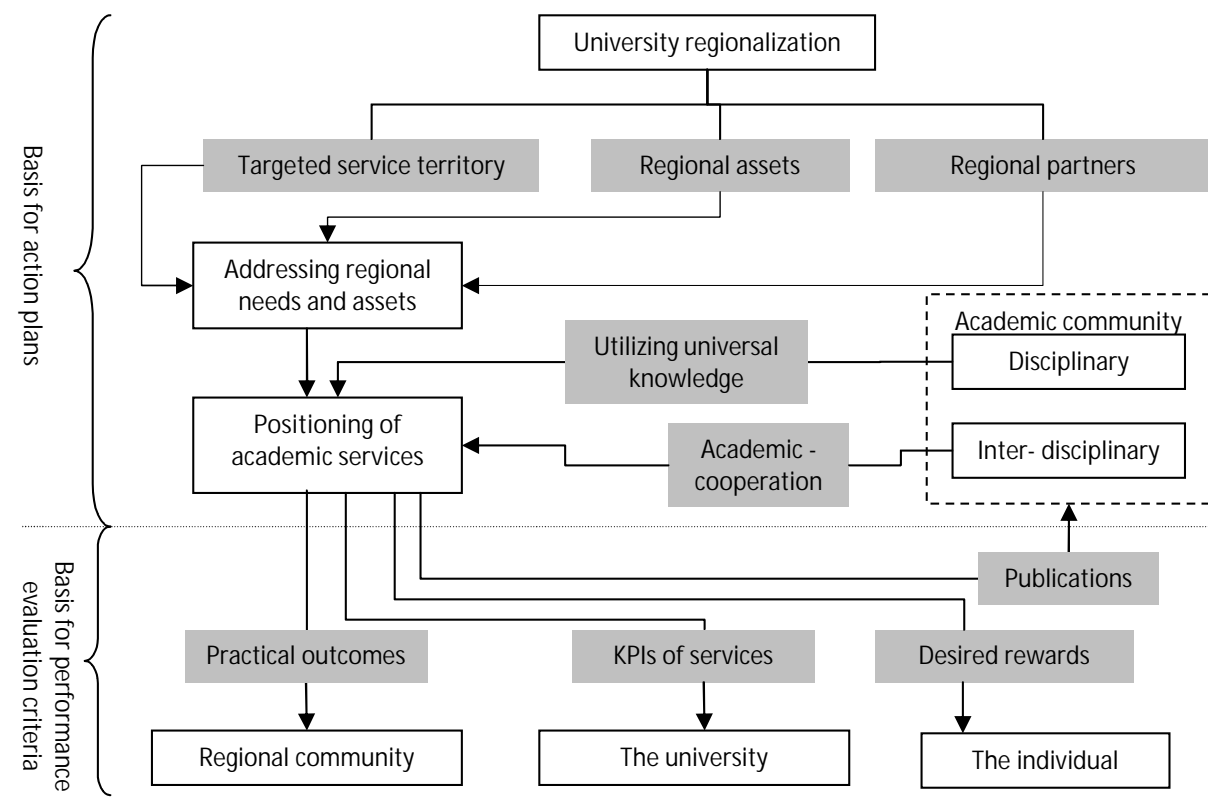 University regionalization
Basis for action plans
Targeted service territory
Regional assets
Regional partners
Addressing regional
needs and assets
Academic community
Utilizing universal
knowledge
Disciplinary
Positioning of
academic services
Academic -
cooperation
Inter- disciplinary
Basis for performance
evaluation criteria
Publications
Practical outcomes
KPIs of services
Desired rewards
Regional community
The university
The individual